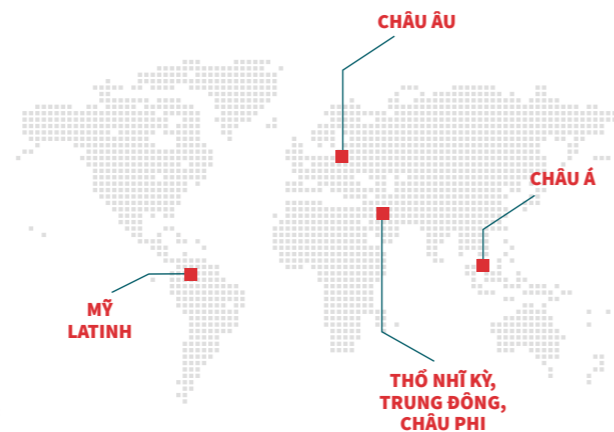 CHÂU ÂU
CHÂU Á
MỸ
LATINH
THỔ NHĨ KỲ,
TRUNG ĐÔNG,
CHÂU PHI